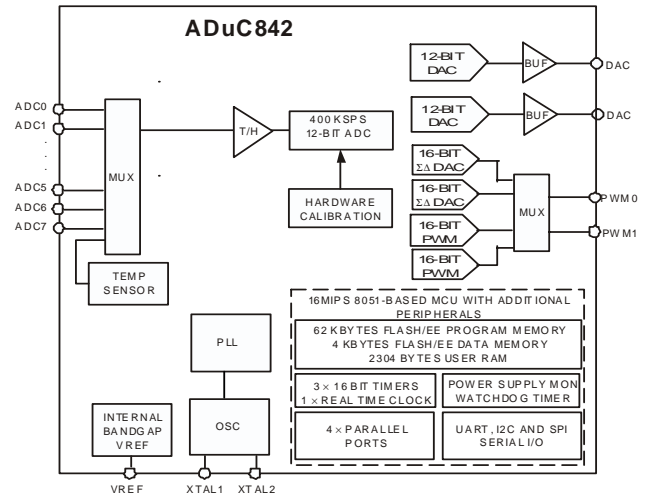 ADuC842
12-BIT
DAC
BUF
DAC
12-BIT
DAC
BUF
DAC
ADC0
ADC1
.
.
.
ADC5
ADC6
ADC7
MUX
T/H
400 KSPS
12-BIT ADC
HARDWARE
CALIBRATION
TEMP
SENSOR
16-BIT
ΣΔ DAC
16-BIT
ΣΔ DAC
16-BIT
PWM
16-BIT
PWM
MUX
PWM0
PWM1
16MIPS 8051-BASED MCU WITH ADDITIONAL
PERIPHERALS
62 KBYTES FLASH/EE PROGRAM MEMORY
4 KBYTES FLASH/EE DATA MEMORY
2304 BYTES USER RAM
3 × 16 BIT TIMERS
1 × REAL TIME CLOCK
POWER SUPPLY MON
WATCHDOG TIMER
4 × PARALLEL
PORTS
UART, I2C AND SPI
SERIAL I/O
PLL
OSC
INTERNAL
BANDGAP
VREF
VREF
XTAL1
XTAL2